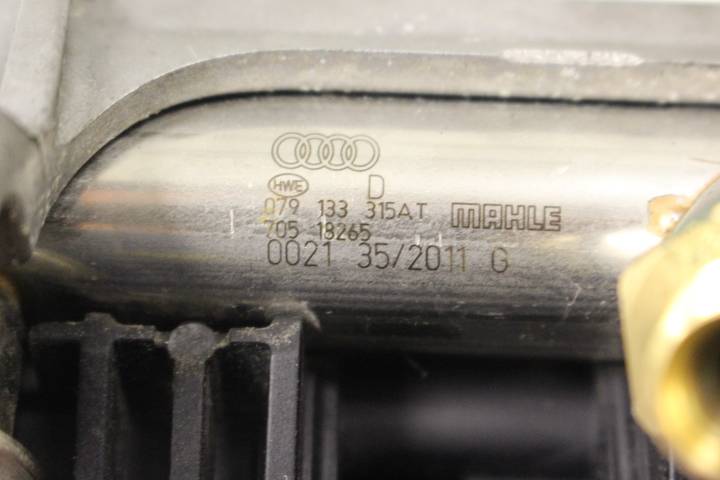 HWE D
079 133 315AT MAHLE
705 18265
0021 35/2011 G